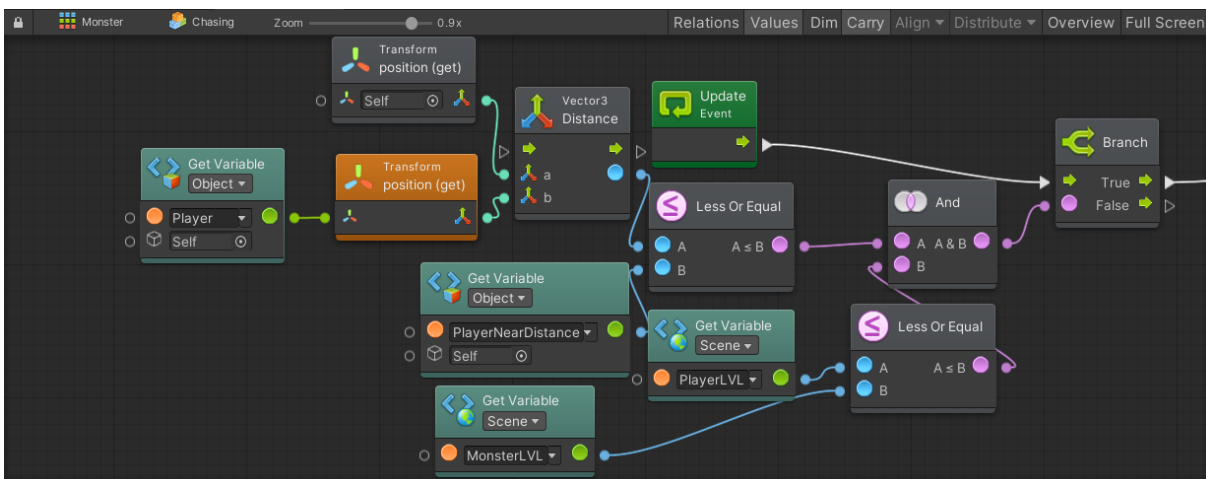 Monster
Chasing
Zoom
0.9x
Relations
Values
Dim
Carry
Align
Distribute
Overview
Full Screen
Transform
position (get)
Self
Vector3
Distance
a
b
Update
Event
Branch
True
False
Get Variable
Object
Player
Self
Transform
position (get)
Less Or Equal
A
A ≤ B
B
And
A
A & B
B
Get Variable
Object
PlayerNearDistance
Self
Get Variable
Scene
PlayerLVL
Less Or Equal
A
A ≤ B
B
Get Variable
Scene
MonsterLVL